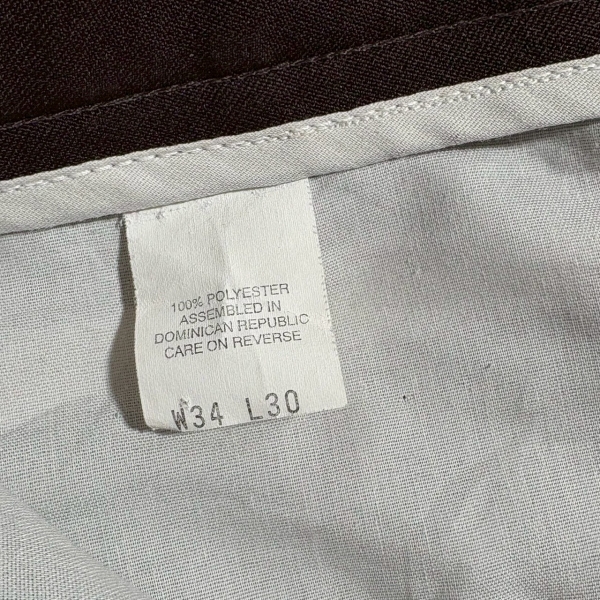 100% POLYESTER
ASSEMBLED IN
DOMINICAN REPUBLIC
CARE ON REVERSE
W34 L30